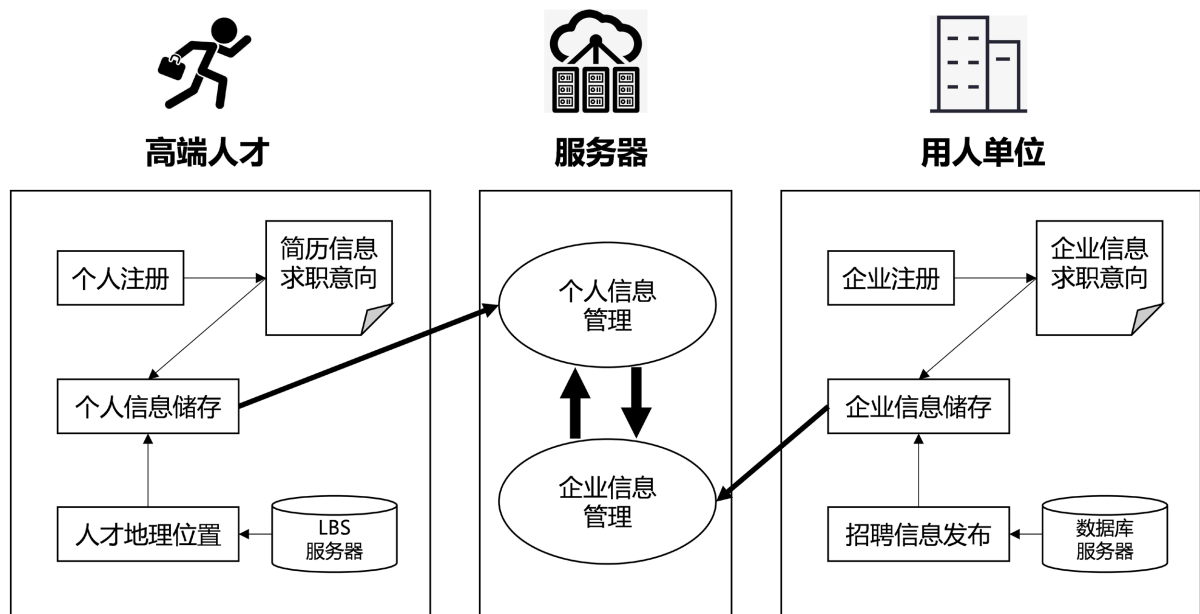 高端人才
服务器
用人单位
个人注册
简历信息
求职意向
个人信息储存
人才地理位置
LBS
服务器
个人信息
管理
企业信息
管理
企业注册
企业信息
求职意向
企业信息储存
招聘信息发布
数据库
服务器